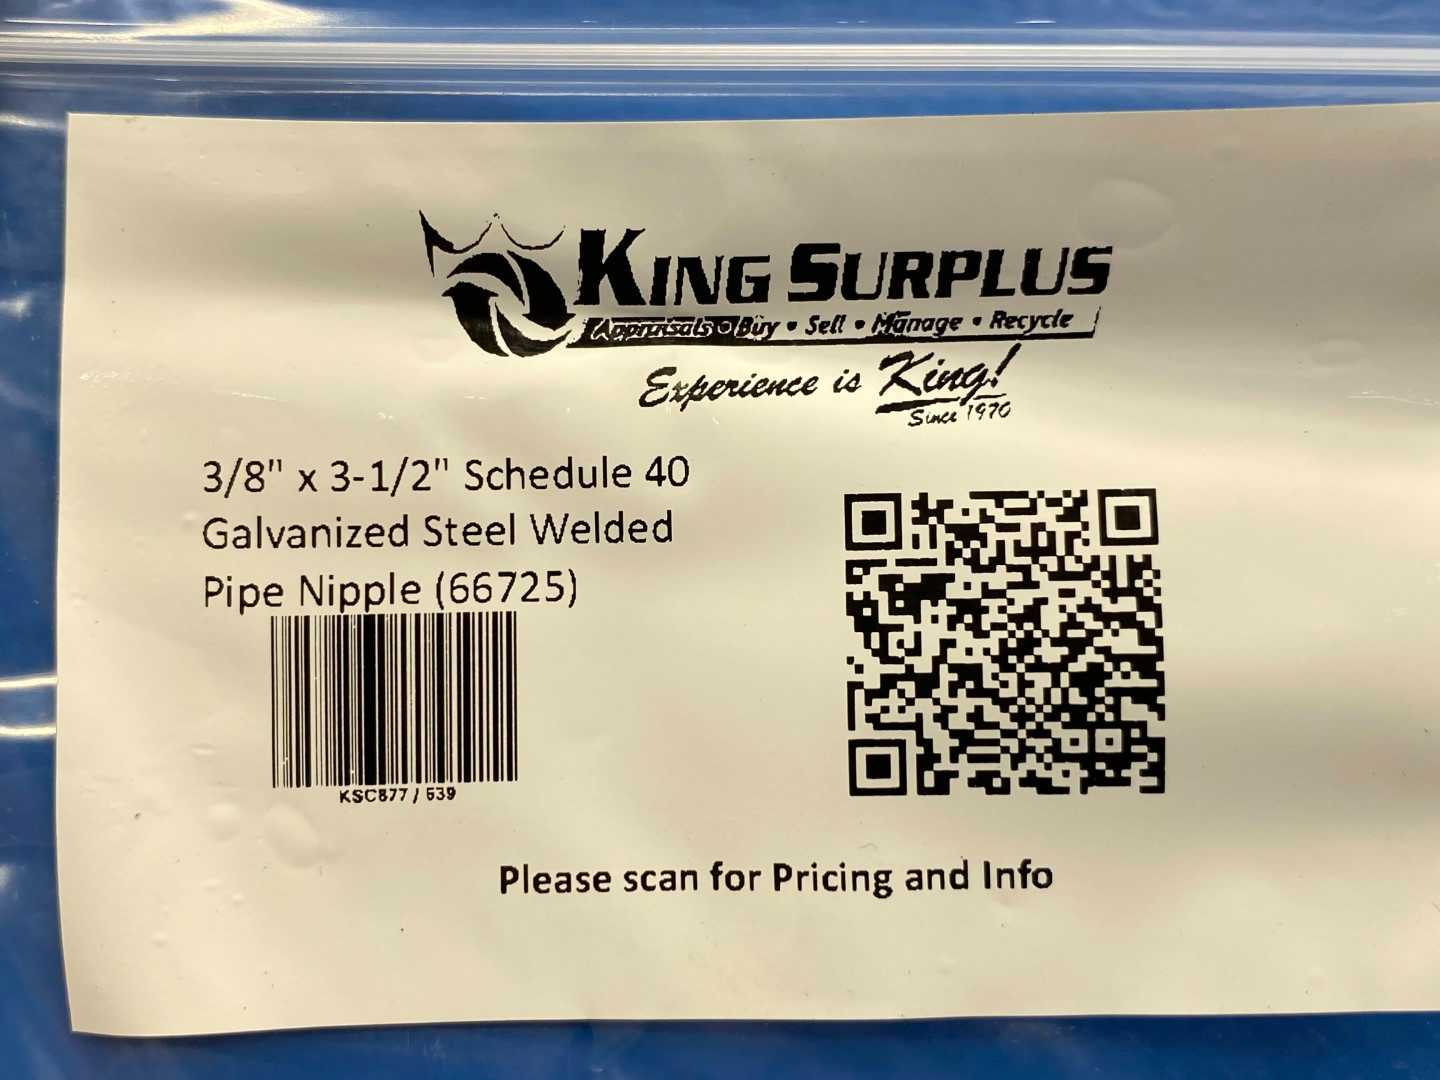 KING SURPLUS
Appraisals • Buy • Sell • Manage • Recycle
Experience is King!
Since 1970
3/8" x 3-1/2" Schedule 40
Galvanized Steel Welded
Pipe Nipple (66725)
KSC877 / 539
Please scan for Pricing and Info